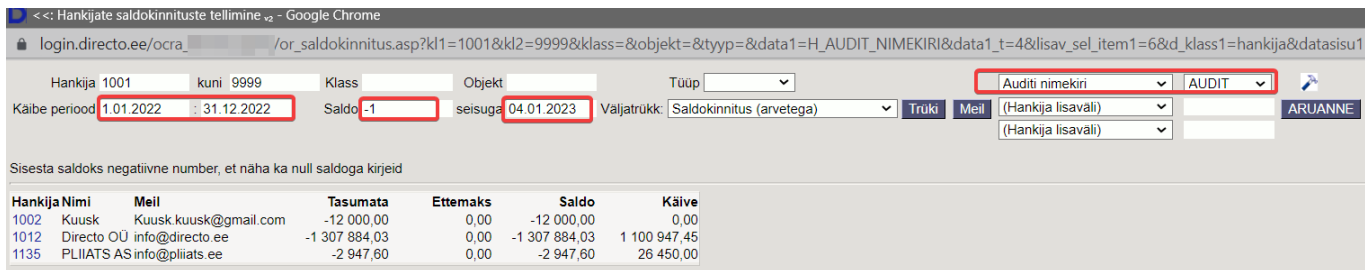 <<: Hankijate saldokinnituste tellimine v2 - Google Chrome
login.directo.ee/ocra_ /or_saldokinnitus.asp?kl1=1001&kl2=9999&klass=&objekt=&tyyp=&data1=H_AUDIT_NIMEKIRI&data1_t=4&lisav_sel_item1=6&d_klass1=hankija&datasisu1
Hankija 1001 kuni 9999 Klass Objekt Tüüp Auditi nimekiri AUDIT
Käibe periood 1.01.2022 : 31.12.2022 Saldo -1 seisuga 04.01.2023 Väljatrükk: Saldokinnitus (arvetega) Trüki Meil (Hankija lisaväli) ARUANNE
(Hankija lisaväli)
Sisesta saldoks negatiivne number, et näha ka null saldoga kirjeid
Hankija Nimi Meil Tasumata Ettemaks Saldo Käive
1002 Kuusk Kuusk.kuusk@gmail.com -12 000,00 0,00 -12 000,00 0,00
1012 Directo OÜ info@directo.ee -1 307 884,03 0,00 -1 307 884,03 1 100 947,45
1135 PLIIATS AS info@pliiats.ee -2 947,60 0,00 -2 947,60 26 450,00